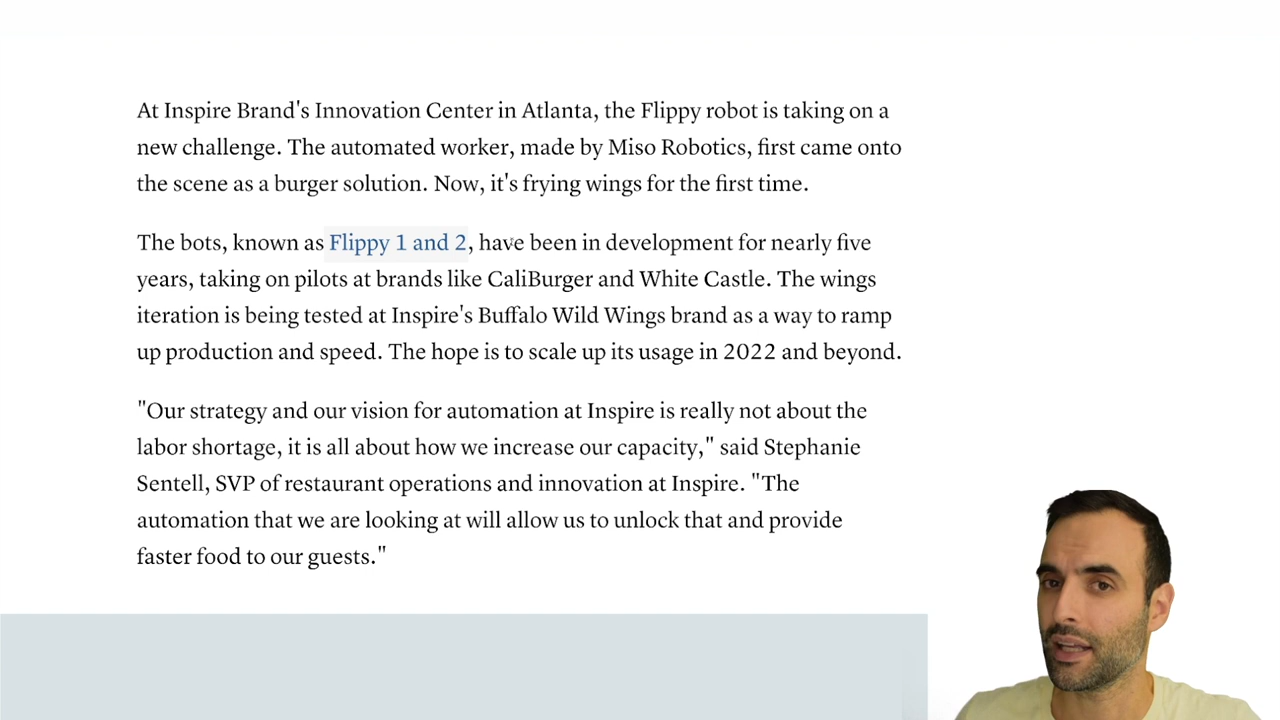 At Inspire Brand's Innovation Center in Atlanta, the Flippy robot is taking on a
new challenge. The automated worker, made by Miso Robotics, first came onto
the scene as a burger solution. Now, it's frying wings for the first time.
The bots, known as Flippy 1 and 2, have been in development for nearly five
years, taking on pilots at brands like CaliBurger and White Castle. The wings
iteration is being tested at Inspire's Buffalo Wild Wings brand as a way to ramp
up production and speed. The hope is to scale up its usage in 2022 and beyond.
"Our strategy and our vision for automation at Inspire is really not about the
labor shortage, it is all about how we increase our capacity," said Stephanie
Sentell, SVP of restaurant operations and innovation at Inspire. "The
automation that we are looking at will allow us to unlock that and provide
faster food to our guests."